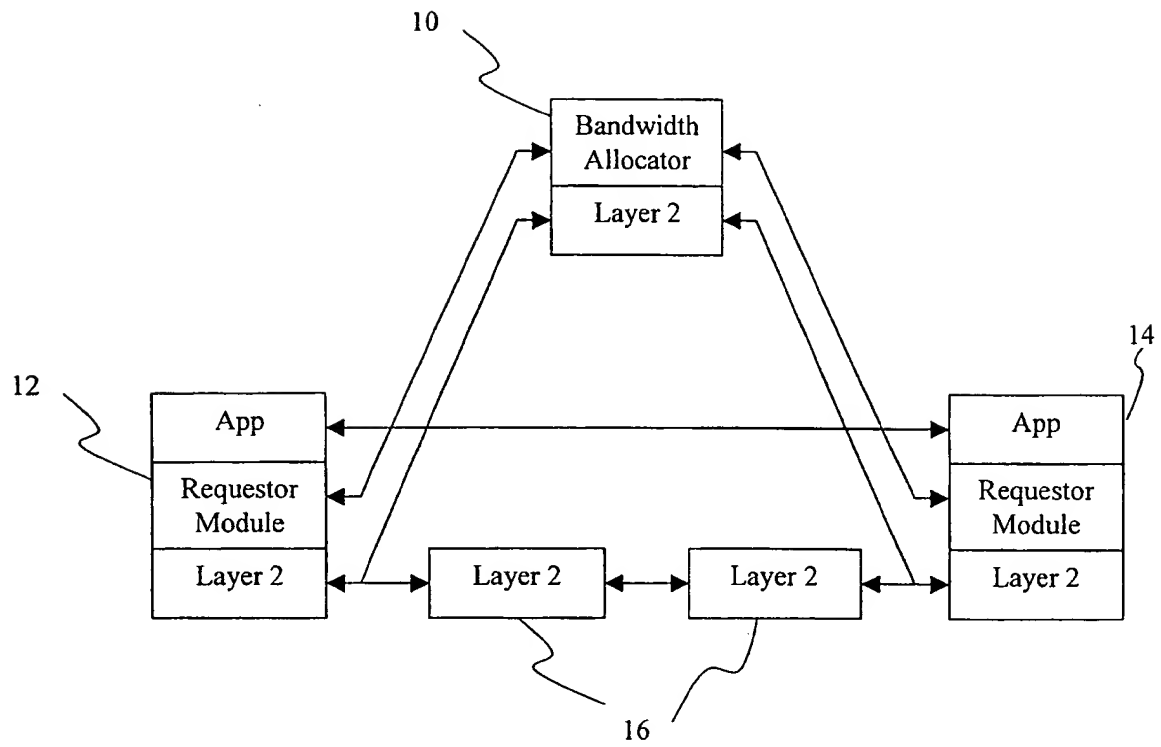 10
Bandwidth
Allocator
Layer 2
14
12
App
App
Requestor
Module
Requestor
Module
Layer 2
Layer 2
Layer 2
Layer 2
16